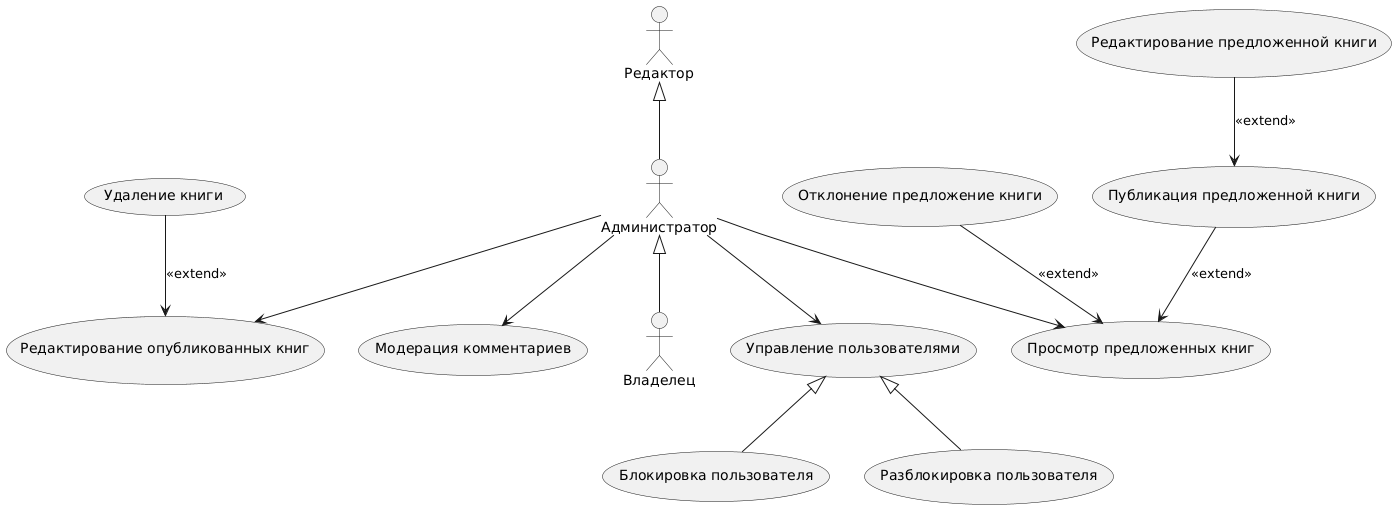 Редактор
Редактирование предложенной книги
«extend»
Удаление книги
Администратор
Отклонение предложение книги
Публикация предложенной книги
«extend»
«extend»
«extend»
Редактирование опубликованных книг
Модерация комментариев
Владелец
Управление пользователями
Просмотр предложенных книг
Блокировка пользователя
Разблокировка пользователя